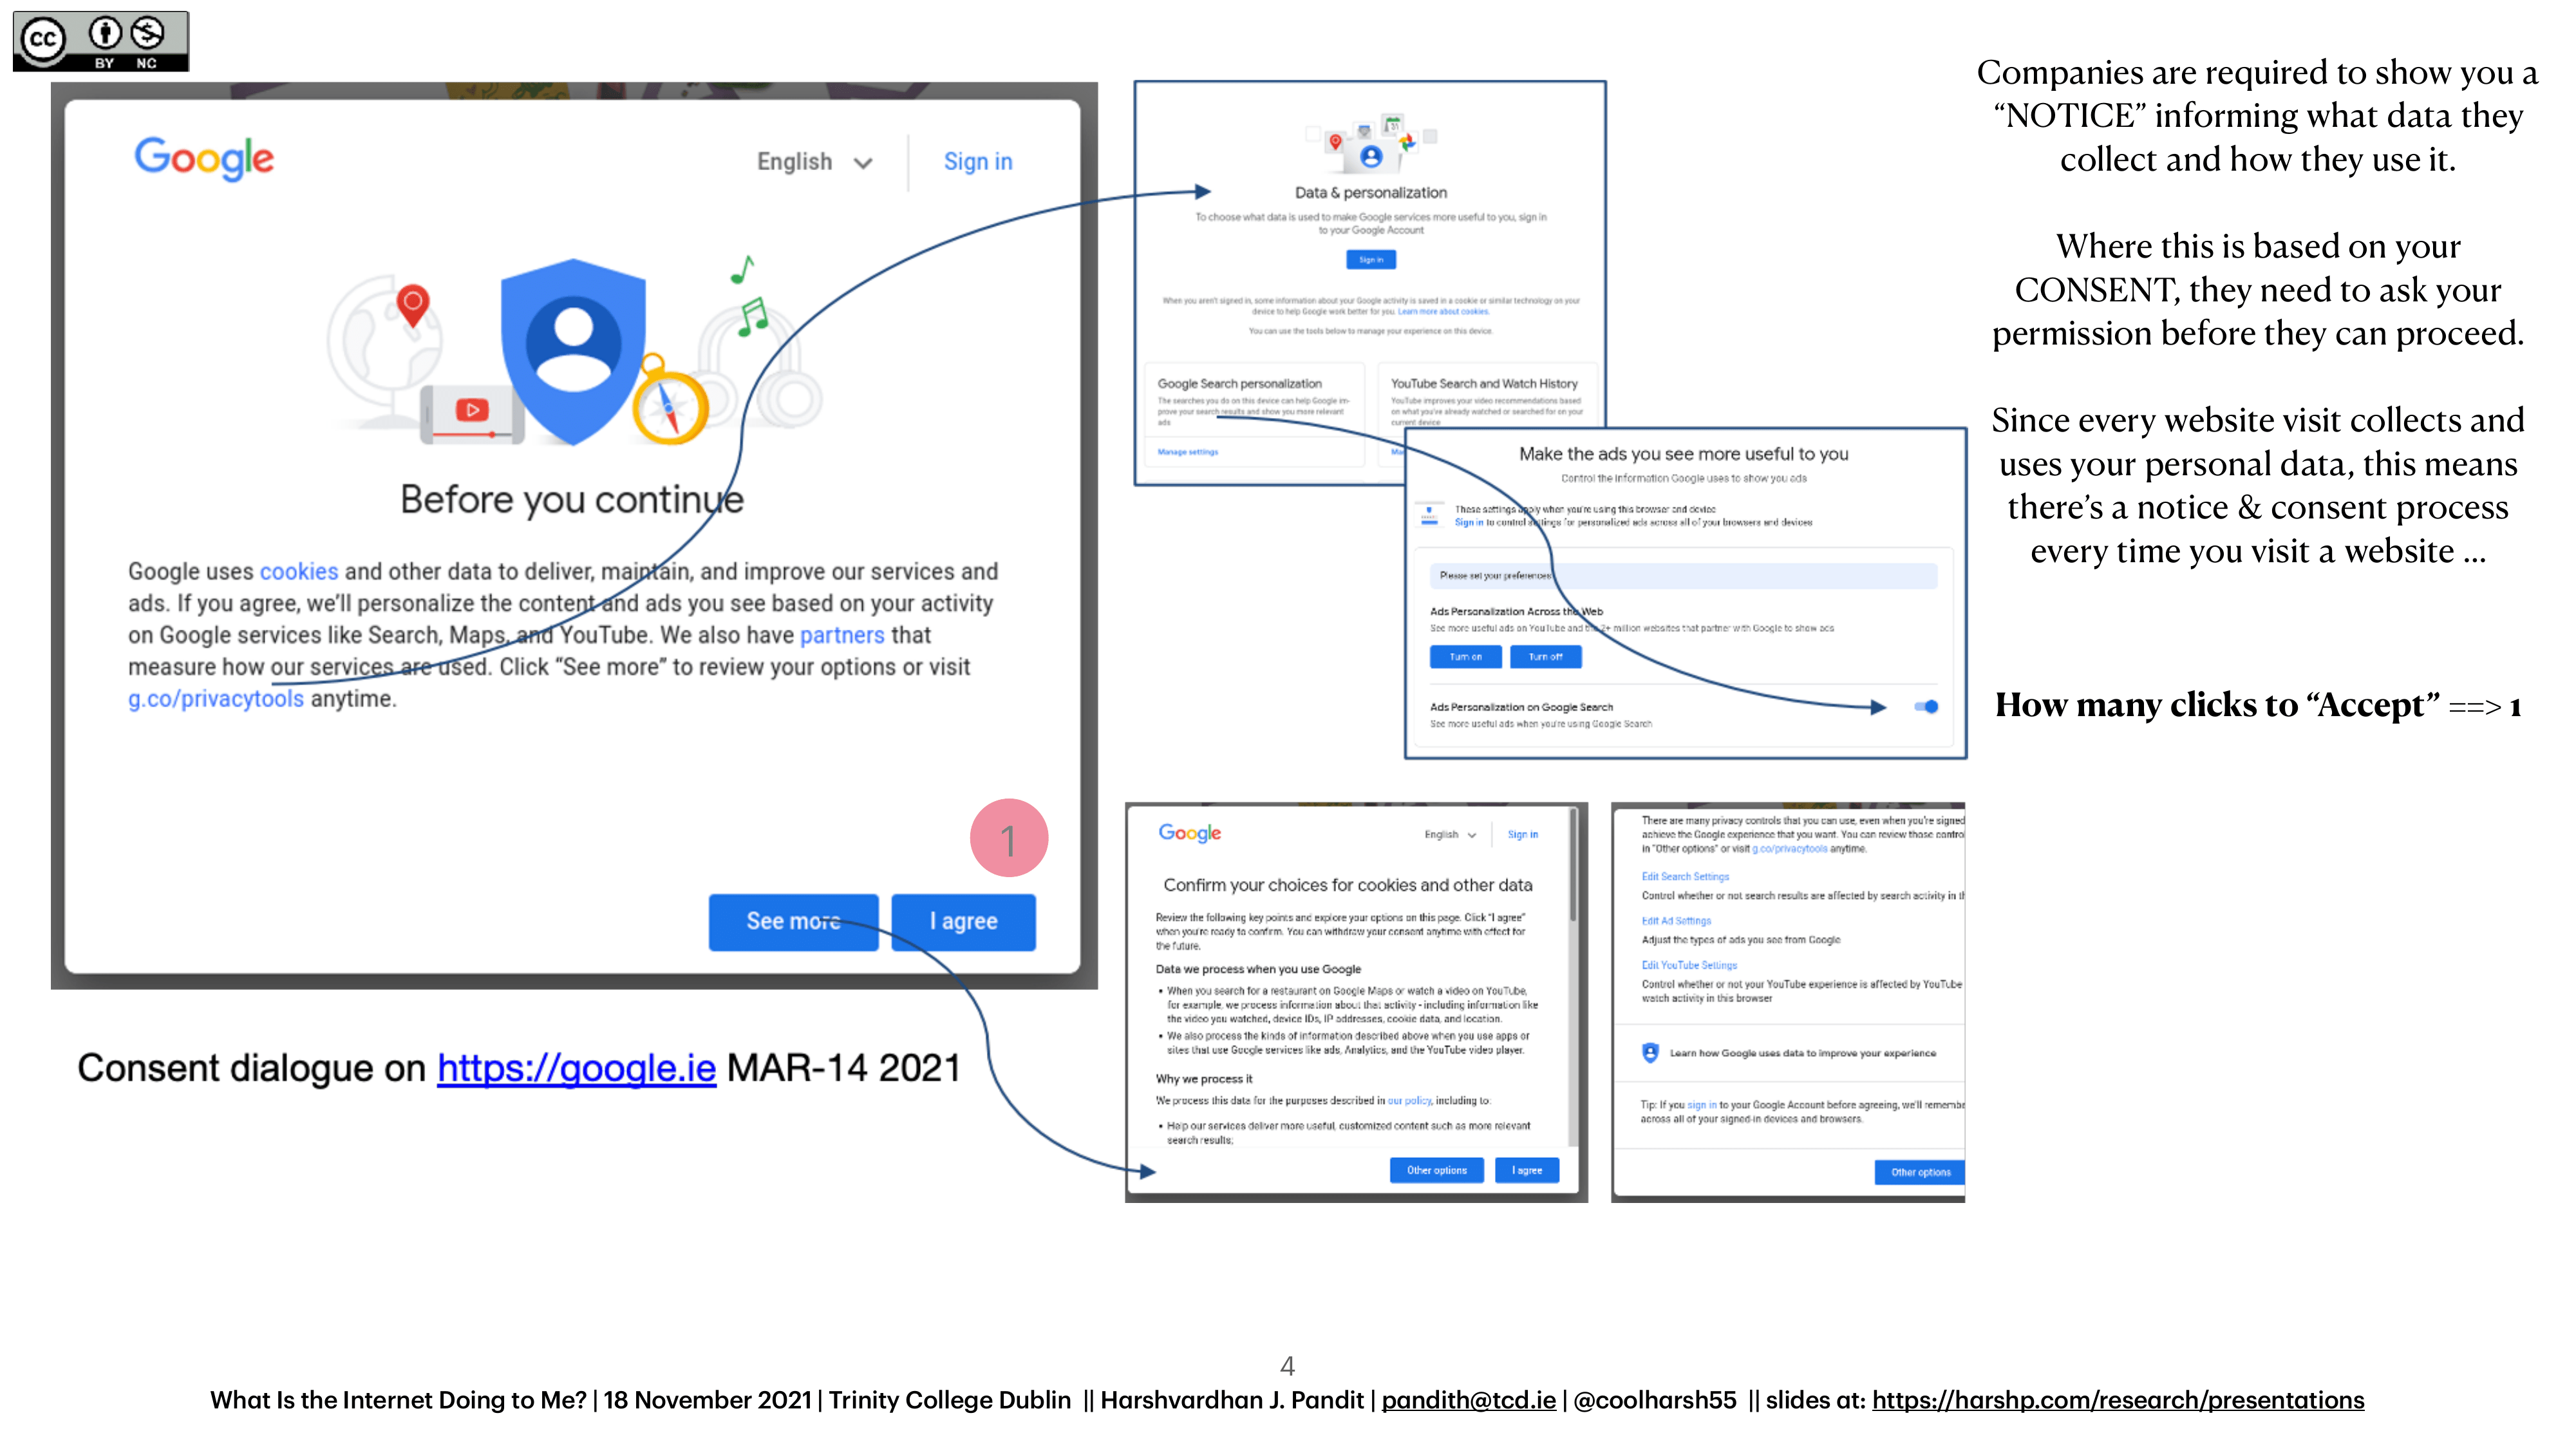 CC
BY NC
Google
English
Sign in
Before you continue
Google uses cookies and other data to deliver, maintain, and improve our services and
ads. If you agree, we'll personalize the content and ads you see based on your activity
on Google services like Search, Maps, and YouTube. We also have partners that
measure how our services are used. Click “See more” to review your options or visit
g.co/privacytools anytime.
1
See more
I agree
Consent dialogue on https://google.ie MAR-14 2021
31
Data & personalization
To choose what data is used to make Google services more useful to you, sign in
to your Google Account
Sign in
When you aren't signed in, some information about your Google activity is saved in a cookie or similar technology on your
device to help Google work better for you. Learn more about cookies.
You can use the tools below to manage your experience on this device.
Google Search personalization
The searches you do on this device can help Google im-
prove your search results and show you more relevant
ads
Manage settings
YouTube Search and Watch History
YouTube improves your video recommendations based
on what you've already watched or searched for on your
current device
Ma
Make the ads you see more useful to you
Control the information Google uses to show you ads
These settings apply when you're using this browser and device
Sign in to control settings for personalized ads across all of your browsers and devices
Please set your preferences
Ads Personalization Across the Web
See more useful ads on YouTube and the 2+ million websites that partner with Google to show ads
Turn on
Turn off
Ads Personalization on Google Search
See more useful ads when you're using Google Search
Google
English
Sign in
Confirm your choices for cookies and other data
Review the following key points and explore your options on this page. Click “I agree”
when you're ready to confirm. You can withdraw your consent anytime with effect for
the future.
Data we process when you use Google
• When you search for a restaurant on Google Maps or watch a video on YouTube,
for example, we process information about that activity - including information like
the video you watched, device IDs, IP addresses, cookie data, and location.
• We also process the kinds of information described above when you use apps or
sites that use Google services like ads, Analytics, and the YouTube video player.
Why we process it
We process this data for the purposes described in our policy, including to:
• Help our services deliver more useful, customized content such as more relevant
search results;
Other options
I agree
There are many privacy controls that you can use, even when you're signed
achieve the Google experience that you want. You can review those contro
in "Other options" or visit g.co/privacytools anytime.
Edit Search Settings
Control whether or not search results are affected by search activity in th
Edit Ad Settings
Adjust the types of ads you see from Google
Edit YouTube Settings
Control whether or not your YouTube experience is affected by YouTube
watch activity in this browser
Learn how Google uses data to improve your experience
Tip: If you sign in to your Google Account before agreeing, we'll remembe
across all of your signed-in devices and browsers.
Other options
Companies are required to show you a
“NOTICE” informing what data they
collect and how they use it.
Where this is based on your
CONSENT, they need to ask your
permission before they can proceed.
Since every website visit collects and
uses your personal data, this means
there's a notice & consent process
every time you visit a website ...
How many clicks to “Accept” ==> 1
4
What Is the Internet Doing to Me? | 18 November 2021 | Trinity College Dublin || Harshvardhan J. Pandit | pandith@tcd.ie | @coolharsh55 || slides at: https://harshp.com/research/presentations